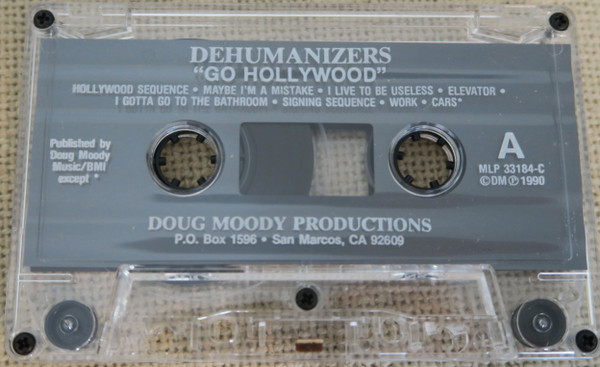 DEHUMANIZERS
"GO HOLLYWOOD"
HOLLYWOOD SEQUENCE • MAYBE I'M A MISTAKE • I LIVE TO BE USELESS • ELEVATOR •
I GOTTA GO TO THE BATHROOM • SIGNING SEQUENCE • WORK • CARS*
Published by
Doug Moody
Music/BMI
except *
A
MLP 33184-C
©DM℗1990
DOUG MOODY PRODUCTIONS
P.O. Box 1596 • San Marcos, CA 92609